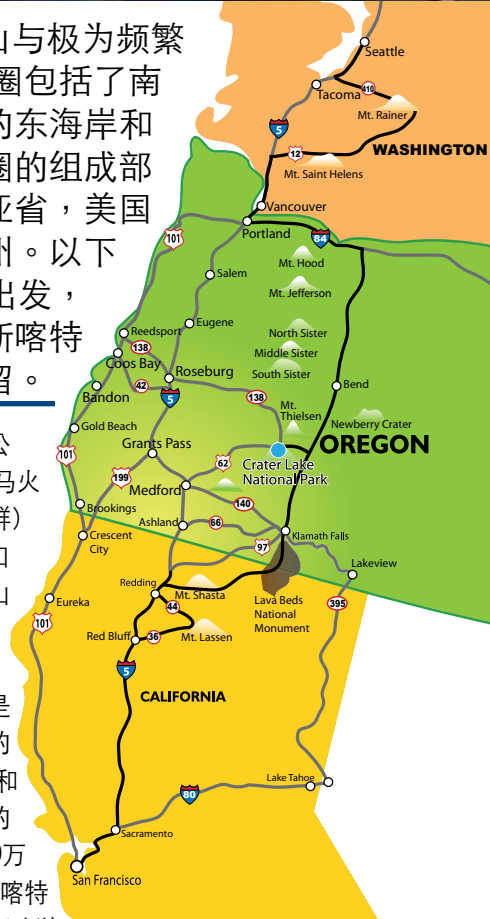 山与极为频繁
圈包括了南
的东海岸和
圈的组成部
亚省，美国
州。以下
出发，
斯喀特
绍。
公
马火
群)
和
山
是
的
和
的
万
喀特
Seattle
Tacoma
410
Mt. Rainer
5
WASHINGTON
12
Mt. Saint Helens
Vancouver
Portland
101
84
Mt. Hood
Salem
Mt. Jefferson
Eugene
North Sister
Reedsport
138
Middle Sister
Coos Bay
South Sister
Roseburg
42
5
138
Bend
Bandon
Mt.
Thielsen
Newberry Crater
Gold Beach
Grants Pass
OREGON
101
62
Crater Lake
National Park
199
Medford
140
Brookings
Ashland
66
Klamath Falls
Crescent
City
97
Lakeview
Redding
Mt. Shasta
Eureka
44
Lava Beds
National
Monument
395
101
Red Bluff
36
Mt. Lassen
5
CALIFORNIA
Lake Tahoe
80
Sacramento
San Francisco